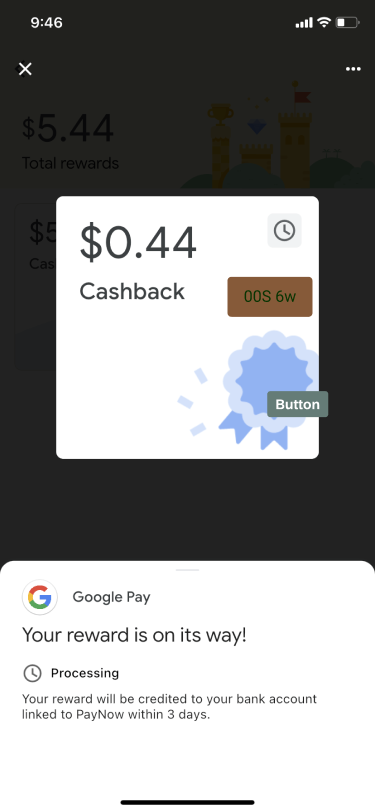 9:46
$5.44
Total rewards
$5
Cas
$0.44
Cashback
00S 6w
Button
Google Pay
Your reward is on its way!
Processing
Your reward will be credited to your bank account
linked to PayNow within 3 days.